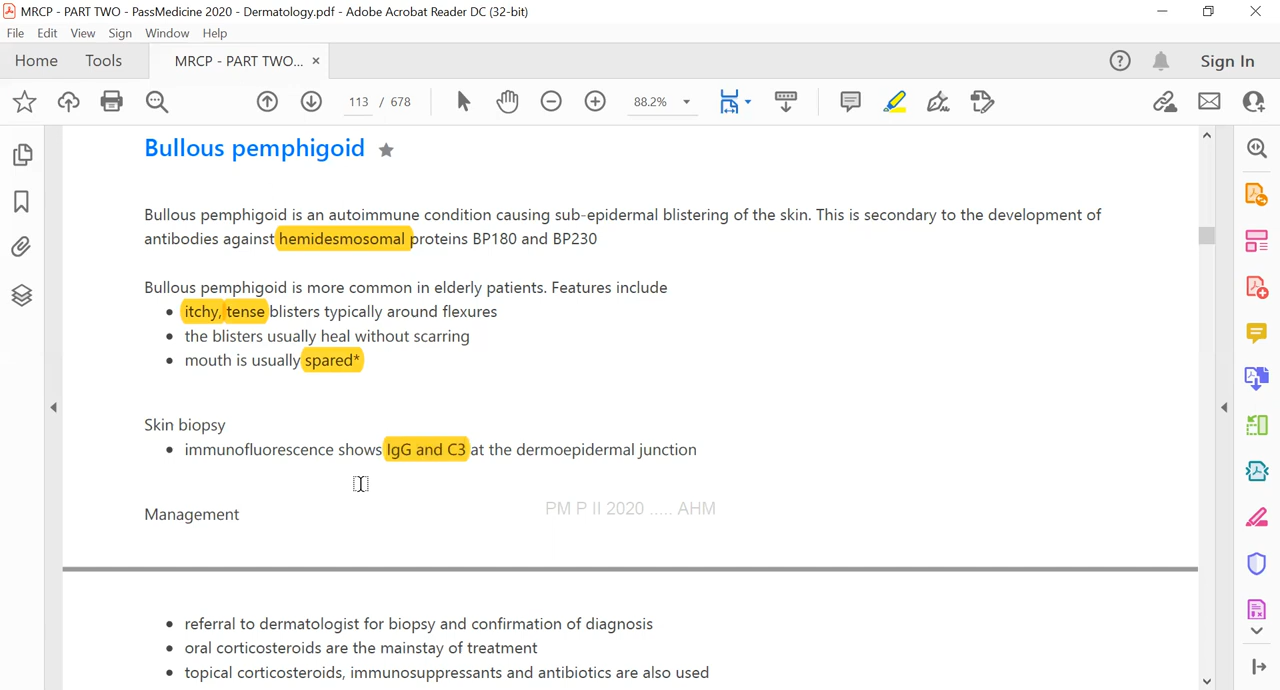 MRCP - PART TWO - PassMedicine 2020 - Dermatology.pdf - Adobe Acrobat Reader DC (32-bit)
File Edit View Sign Window Help
Home Tools MRCP - PART TWO... × Sign In
113 / 678 88.2%
Bullous pemphigoid
Bullous pemphigoid is an autoimmune condition causing sub-epidermal blistering of the skin. This is secondary to the development of
antibodies against hemidesmosomal proteins BP180 and BP230
Bullous pemphigoid is more common in elderly patients. Features include
• itchy, tense blisters typically around flexures
• the blisters usually heal without scarring
• mouth is usually spared*
Skin biopsy
• immunofluorescence shows IgG and C3 at the dermoepidermal junction
PM P II 2020 ..... AHM
Management
• referral to dermatologist for biopsy and confirmation of diagnosis
• oral corticosteroids are the mainstay of treatment
• topical corticosteroids, immunosuppressants and antibiotics are also used